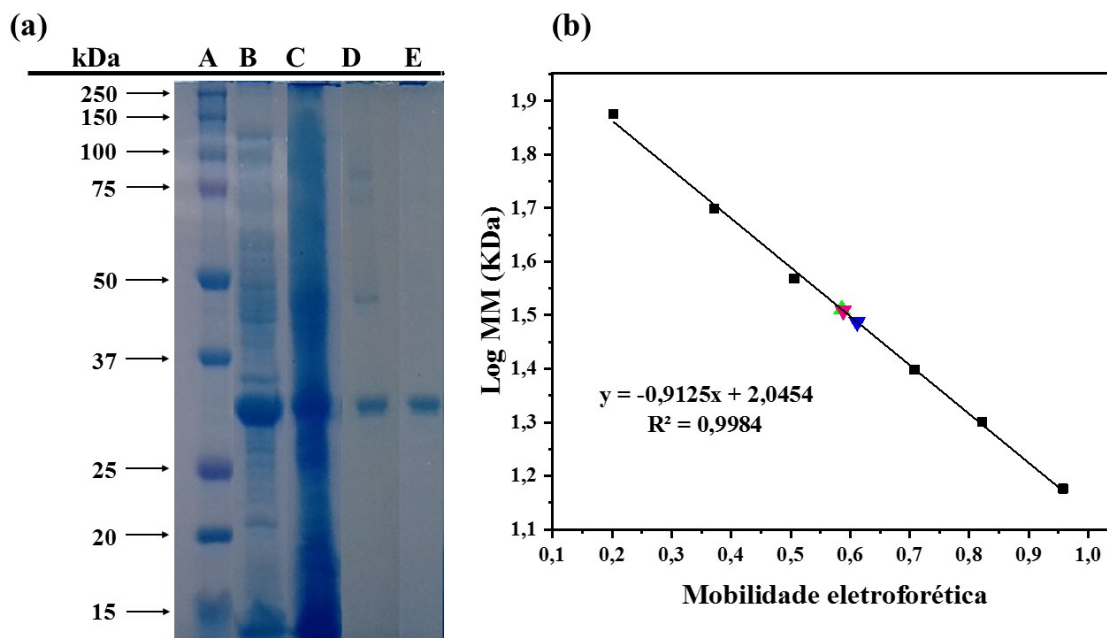 (a)
kDa A B C D E
250
150
100
75
50
37
25
20
15
(b)
Log MM (KDa)
1,9
1,8
1,7
1,6
1,5
1,4
1,3
1,2
1,1
y = -0,9125x + 2,0454
R² = 0,9984
0,1 0,2 0,3 0,4 0,5 0,6 0,7 0,8 0,9 1,0
Mobilidade eletroforética